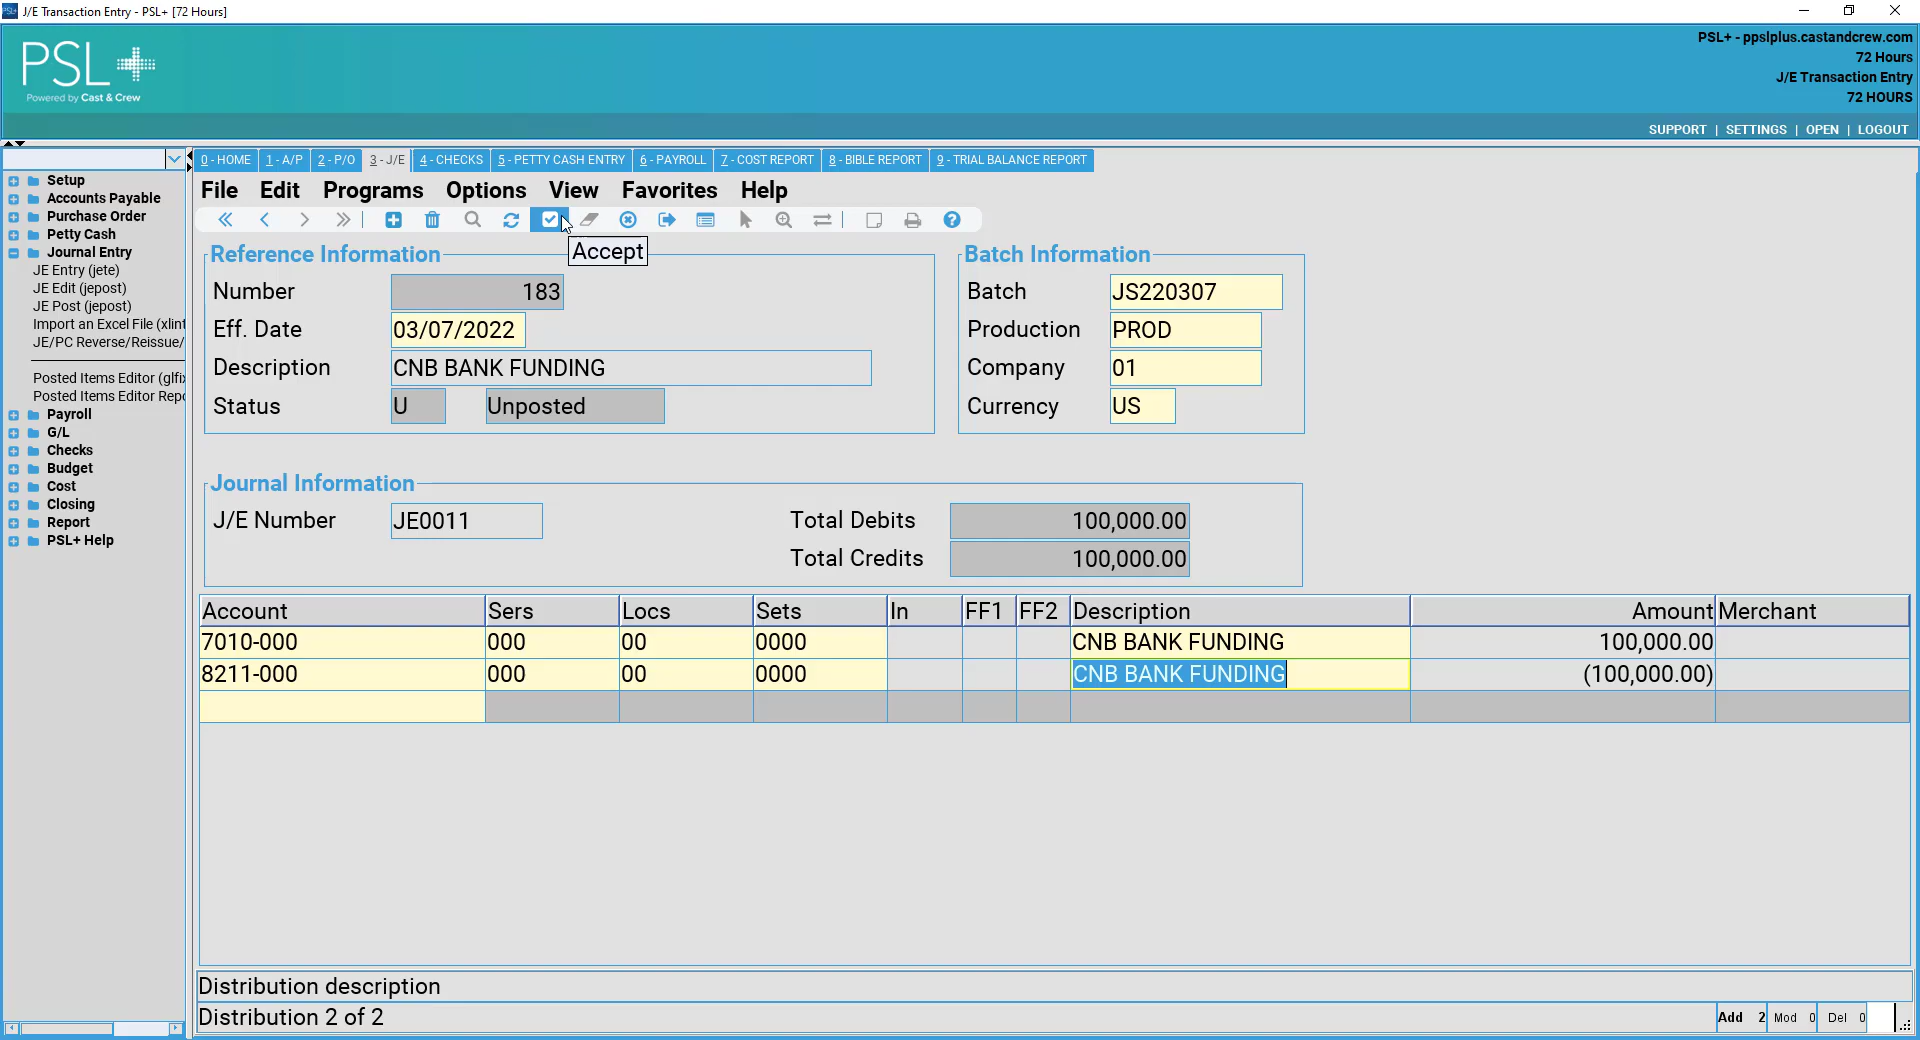 J/E Transaction Entry - PSL+ [72 Hours]
PSL+
Powered by Cast & Crew
PSL+ - ppslplus.castandcrew.com
72 Hours
J/E Transaction Entry
72 HOURS
SUPPORT | SETTINGS | OPEN | LOGOUT
0 - HOME 1 - A/P 2 - P/O 3 - J/E 4 - CHECKS 5 - PETTY CASH ENTRY 6 - PAYROLL 7 - COST REPORT 8 - BIBLE REPORT 9 - TRIAL BALANCE REPORT
File Edit Programs Options View Favorites Help
Accept
Setup
Accounts Payable
Purchase Order
Petty Cash
Journal Entry
JE Entry (jete)
JE Edit (jepost)
JE Post (jepost)
Import an Excel File (xlint
JE/PC Reverse/Reissue/
Posted Items Editor (glfix
Posted Items Editor Repo
Payroll
G/L
Checks
Budget
Cost
Closing
Report
PSL+ Help
Reference Information
Number 183
Eff. Date 03/07/2022
Description CNB BANK FUNDING
Status U Unposted
Batch Information
Batch JS220307
Production PROD
Company 01
Currency US
Journal Information
J/E Number JE0011 Total Debits 100,000.00
Total Credits 100,000.00
Account Sers Locs Sets In FF1 FF2 Description Amount Merchant
7010-000 000 00 0000 CNB BANK FUNDING 100,000.00
8211-000 000 00 0000 CNB BANK FUNDING (100,000.00)
Distribution description
Distribution 2 of 2 Add 2 Mod 0 Del 0